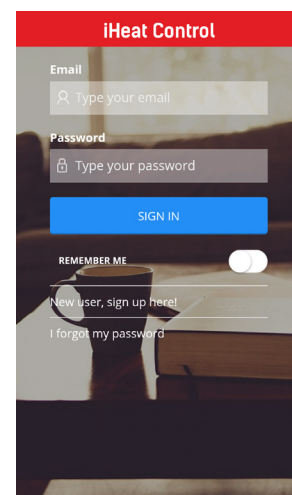 iHeat Control
Email
Type your email
Password
Type your password
SIGN IN
REMEMBER ME
New user, sign up here!
I forgot my password